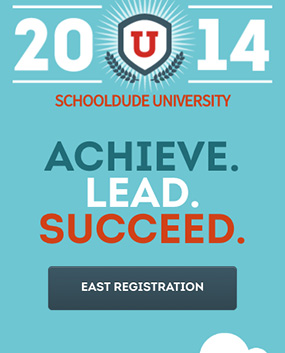 20 U 14
SCHOOLDUDE UNIVERSITY
ACHIEVE.
LEAD.
SUCCEED.
EAST REGISTRATION